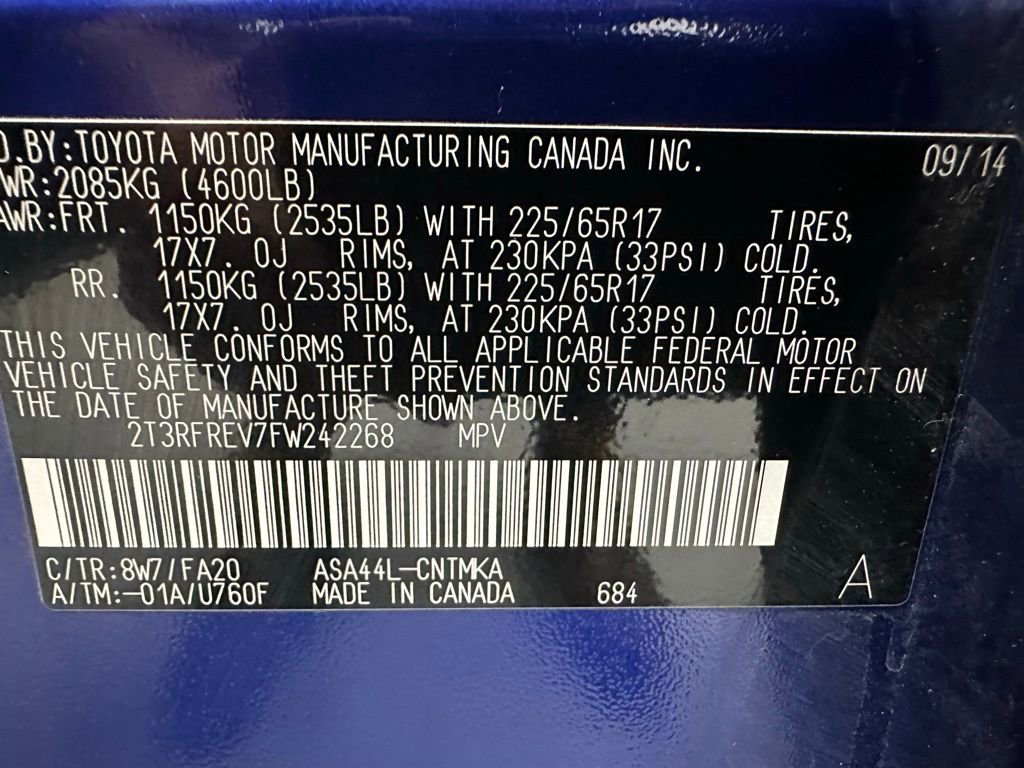 D.BY:TOYOTA MOTOR MANUFACTURING CANADA INC. 09/14
WR:2085KG (4600LB)
AWR:FRT. 1150KG (2535LB) WITH 225/65R17 TIRES,
17X7. 0J RIMS, AT 230KPA (33PSI) COLD.
RR. 1150KG (2535LB) WITH 225/65R17 TIRES,
17X7. 0J RIMS, AT 230KPA (33PSI) COLD.
THIS VEHICLE CONFORMS TO ALL APPLICABLE FEDERAL MOTOR
VEHICLE SAFETY AND THEFT PREVENTION STANDARDS IN EFFECT ON
THE DATE OF MANUFACTURE SHOWN ABOVE.
2T3RFREV7FW242268 MPV
C/TR:8W7/FA20 ASA44L-CNTMKA
A/TM:-01A/U760F MADE IN CANADA 684 A